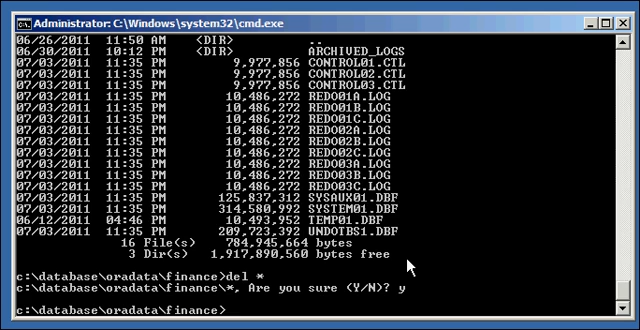 Administrator: C:\Windows\system32\cmd.exe
06/26/2011  11:50 AM    <DIR>          ..
06/30/2011  10:12 PM    <DIR>          ARCHIVED_LOGS
07/03/2011  11:35 PM         9,977,856 CONTROL01.CTL
07/03/2011  11:35 PM         9,977,856 CONTROL02.CTL
07/03/2011  11:35 PM         9,977,856 CONTROL03.CTL
07/03/2011  11:35 PM        10,486,272 REDO01A.LOG
07/03/2011  11:35 PM        10,486,272 REDO01B.LOG
07/03/2011  11:35 PM        10,486,272 REDO01C.LOG
07/03/2011  11:35 PM        10,486,272 REDO02A.LOG
07/03/2011  11:35 PM        10,486,272 REDO02B.LOG
07/03/2011  11:35 PM        10,486,272 REDO02C.LOG
07/03/2011  11:35 PM        10,486,272 REDO03A.LOG
07/03/2011  11:35 PM        10,486,272 REDO03B.LOG
07/03/2011  11:35 PM        10,486,272 REDO03C.LOG
07/03/2011  11:35 PM       125,837,312 SYSAUX01.DBF
07/03/2011  11:35 PM       314,580,992 SYSTEM01.DBF
06/12/2011  04:46 PM        10,493,952 TEMP01.DBF
07/03/2011  11:35 PM       209,723,392 UNDOTBS1.DBF
16 File(s)    784,945,664 bytes
3 Dir(s)   1,917,890,560 bytes free
c:\database\oradata\finance>del *
c:\database\oradata\finance\*, Are you sure (Y/N)? y
c:\database\oradata\finance>